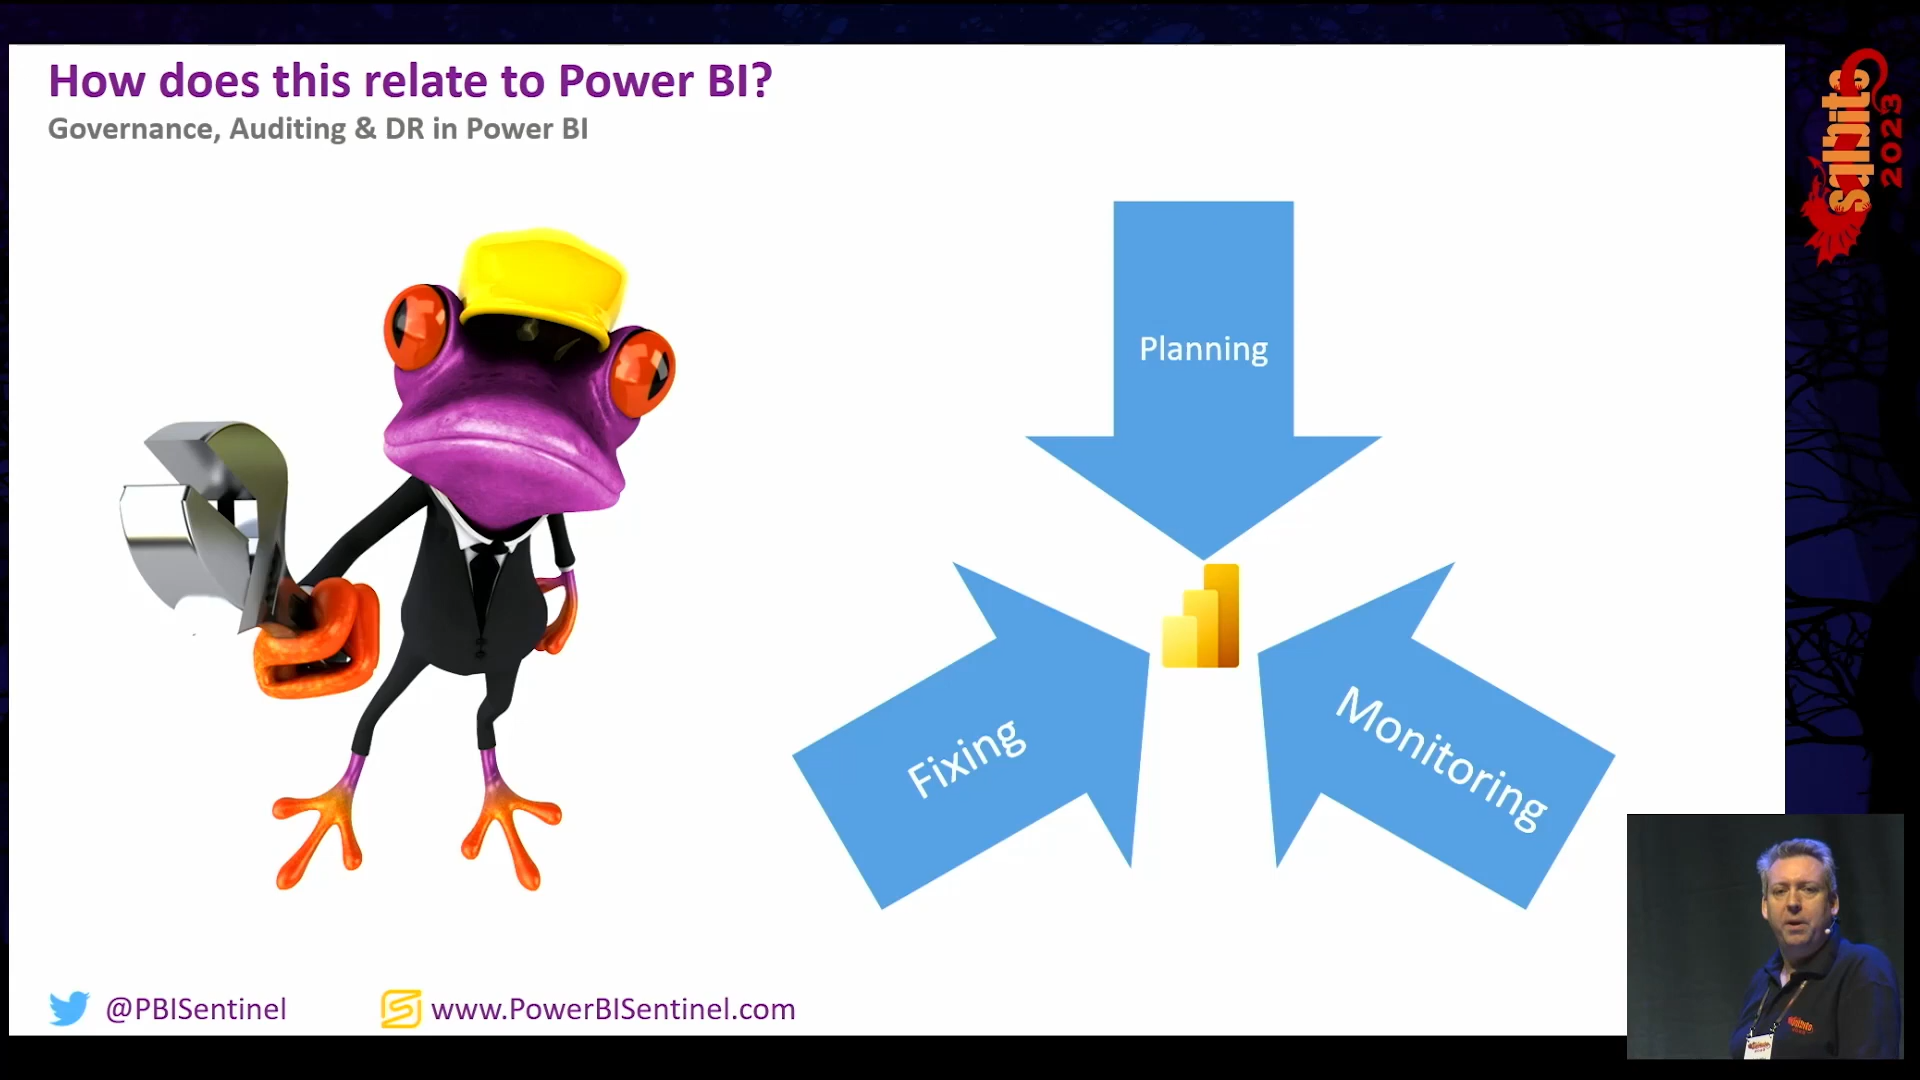 How does this relate to Power BI?
Governance, Auditing & DR in Power BI
Planning
Fixing
Monitoring
@PBISentinel
www.PowerBISentinel.com
sqlbits
2023